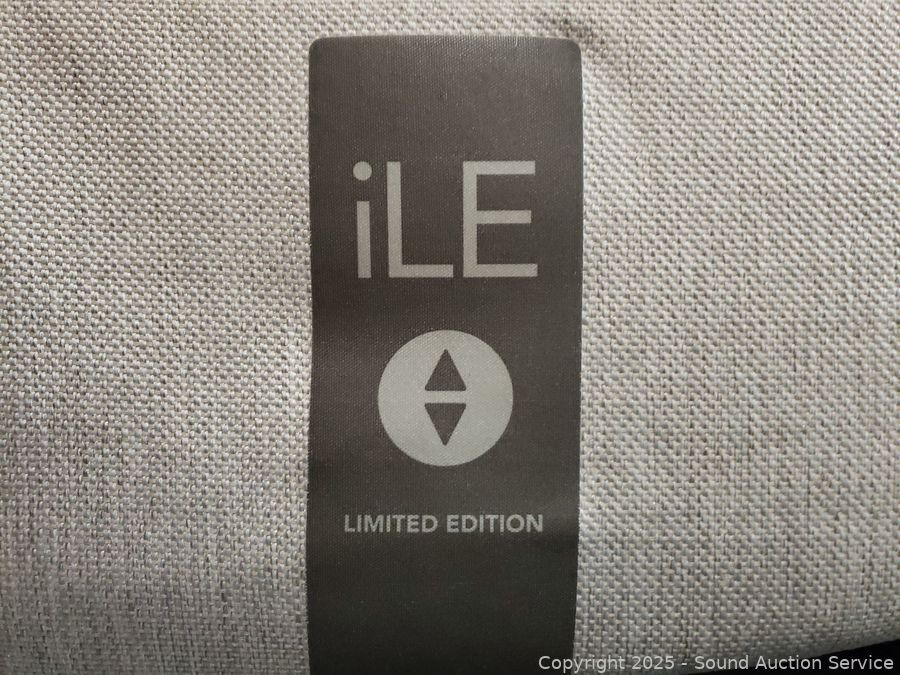 iLE
LIMITED EDITION
Copyright 2025 - Sound Auction Service